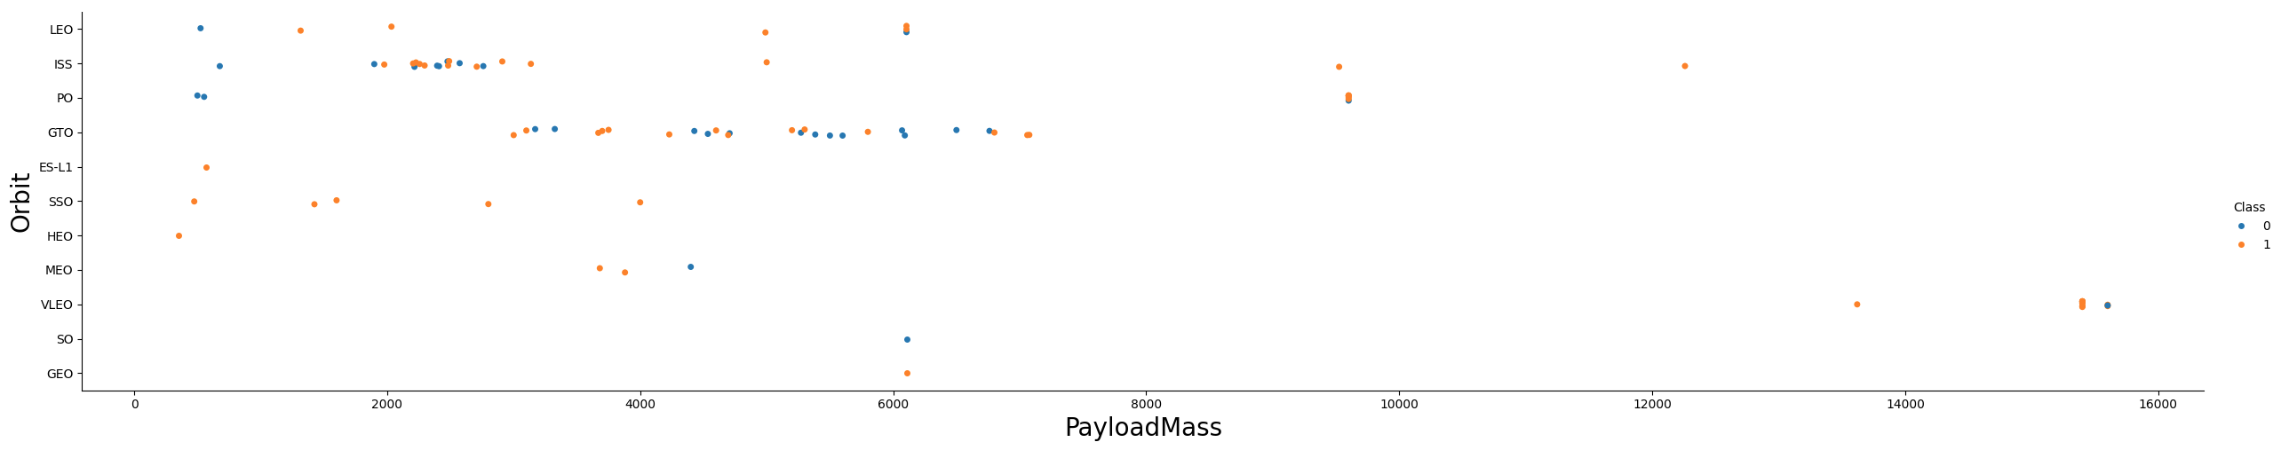 Orbit
LEO
ISS
PO
GTO
ES-L1
SSO
HEO
MEO
VLEO
SO
GEO
0 2000 4000 6000 8000 10000 12000 14000 16000
PayloadMass
Class
0
1